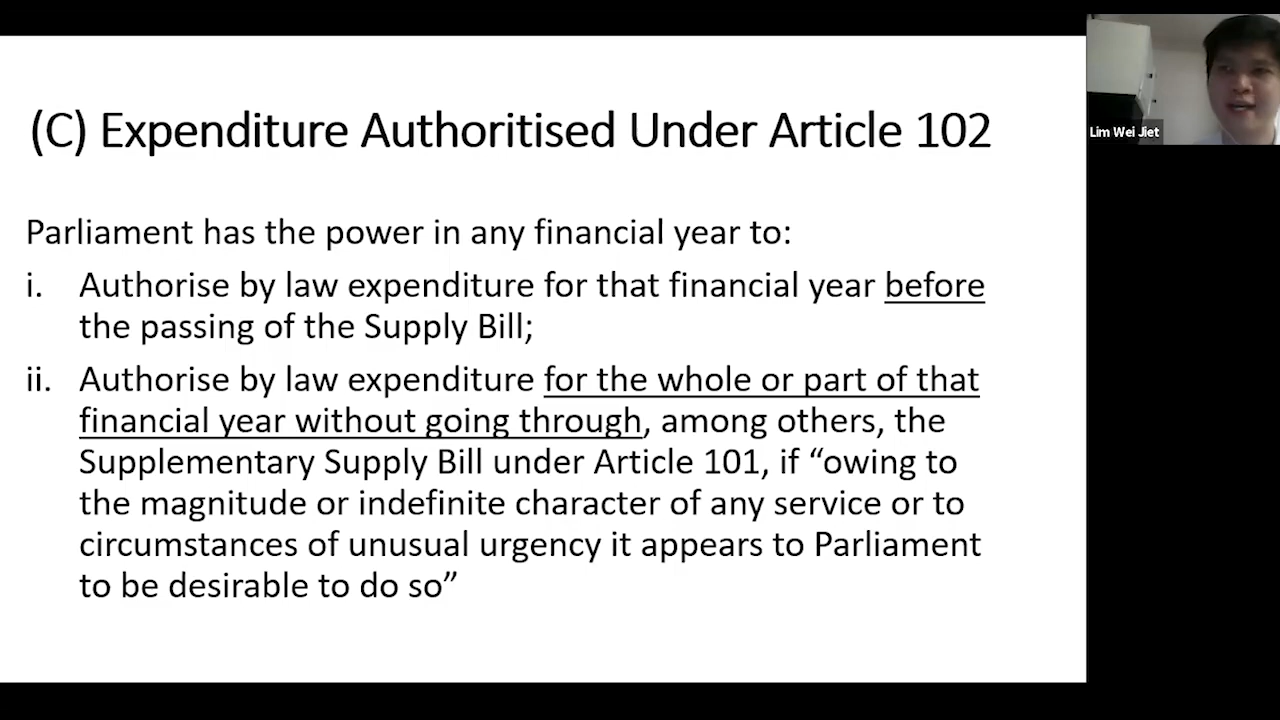 (C) Expenditure Authoritised Under Article 102
Lim Wei Jiet
Parliament has the power in any financial year to:
i. Authorise by law expenditure for that financial year before
the passing of the Supply Bill;
ii. Authorise by law expenditure for the whole or part of that
financial year without going through, among others, the
Supplementary Supply Bill under Article 101, if “owing to
the magnitude or indefinite character of any service or to
circumstances of unusual urgency it appears to Parliament
to be desirable to do so”